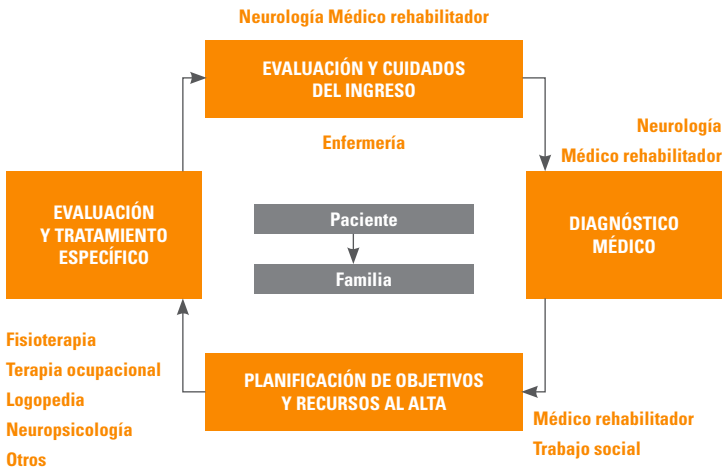 Neurología Médico rehabilitador
EVALUACIÓN Y CUIDADOS
DEL INGRESO
Enfermería
Neurología
Médico rehabilitador
EVALUACIÓN
Y TRATAMIENTO
ESPECÍFICO
Paciente
Familia
DIAGNÓSTICO
MÉDICO
Fisioterapia
Terapia ocupacional
Logopedia
Neuropsicología
Otros
PLANIFICACIÓN DE OBJETIVOS
Y RECURSOS AL ALTA
Médico rehabilitador
Trabajo social